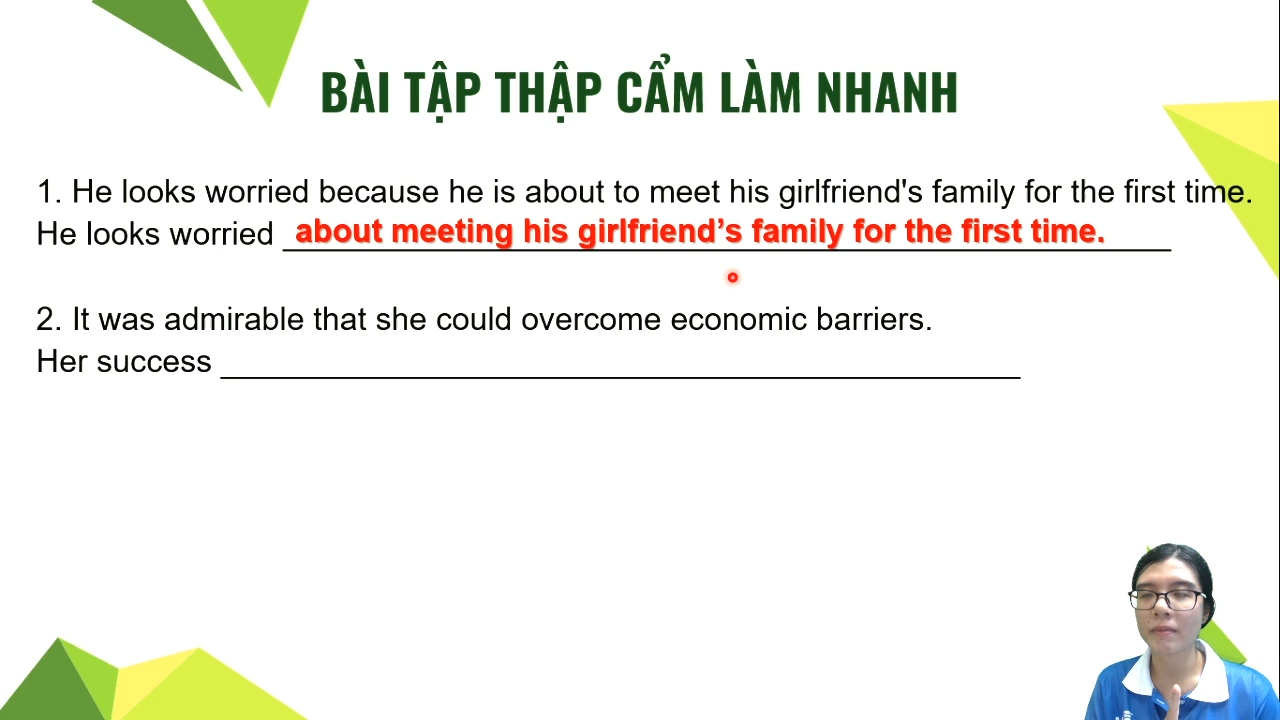 BÀI TẬP THẬP CẨM LÀM NHANH
1. He looks worried because he is about to meet his girlfriend's family for the first time.
He looks worried about meeting his girlfriend’s family for the first time.
2. It was admirable that she could overcome economic barriers.
Her success